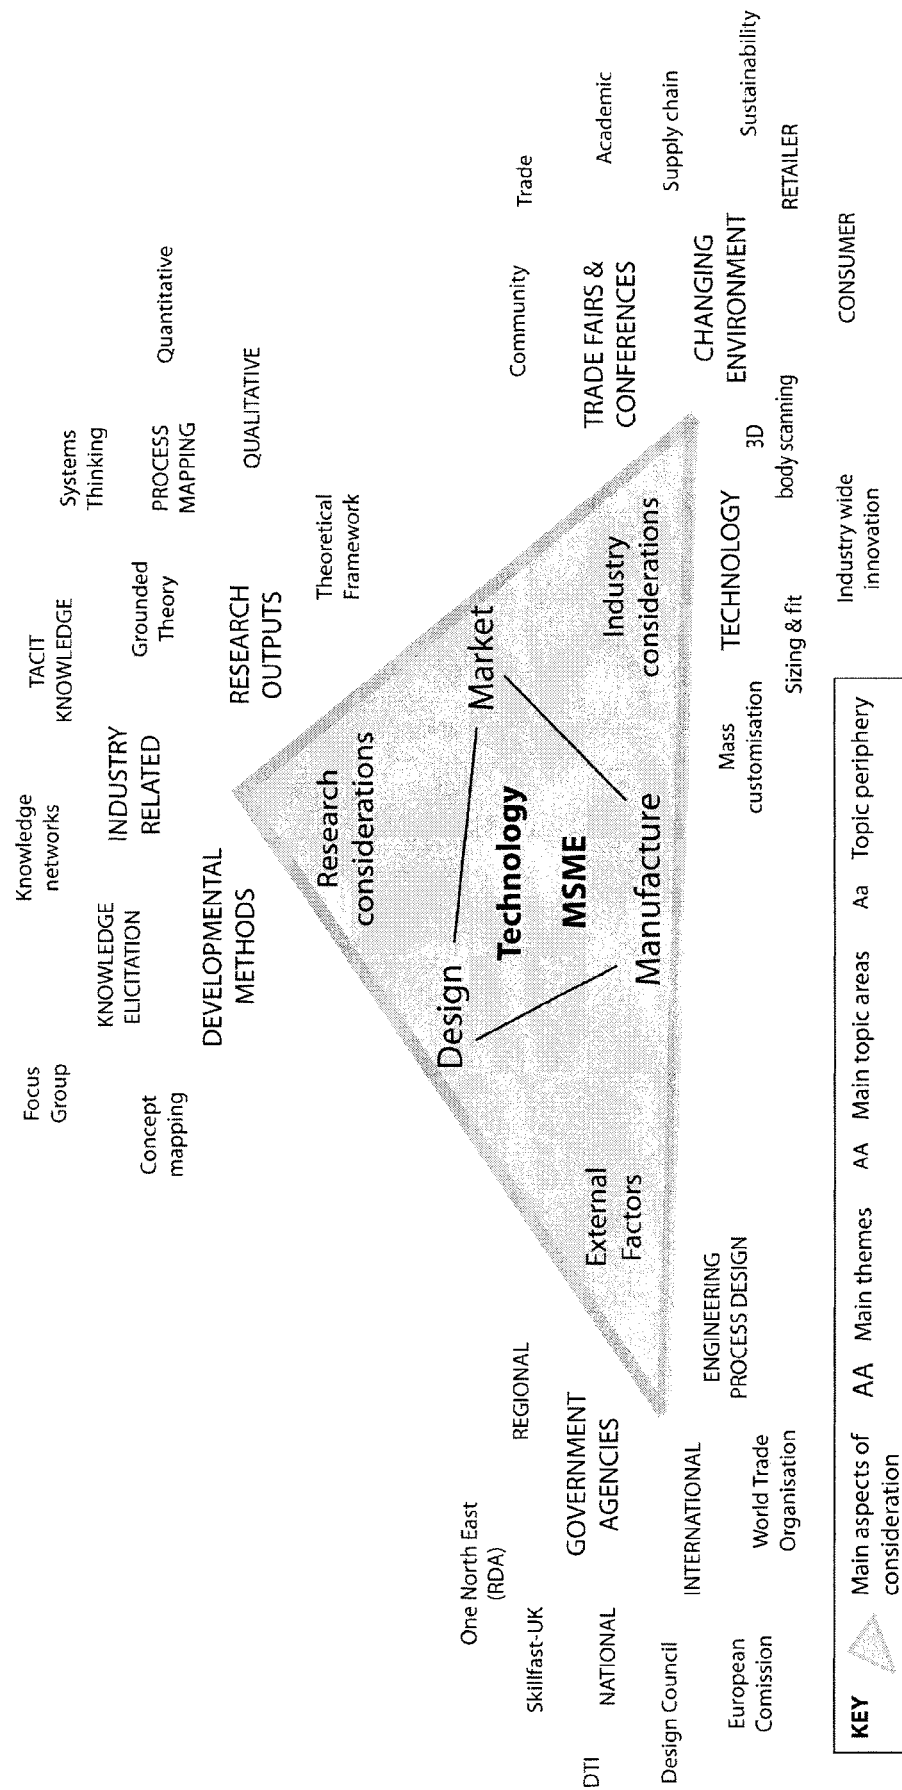 Focus
Group
Knowledge
networks
TACIT
KNOWLEDGE
Systems
Thinking
KNOWLEDGE
ELICITATION
INDUSTRY
RELATED
Grounded
Theory
PROCESS
MAPPING
Quantitative
Concept
mapping
DEVELOPMENTAL
METHODS
RESEARCH
OUTPUTS
QUALITATIVE
Theoretical
Framework
Research
considerations
Design
Market
Technology
MSME
Manufacture
External
Factors
Industry
considerations
One North East
(RDA)
REGIONAL
Skillfast-UK
GOVERNMENT
AGENCIES
NATIONAL
DTI
Design Council
INTERNATIONAL
European
Comission
World Trade
Organisation
ENGINEERING
PROCESS DESIGN
Community
Trade
TRADE FAIRS &
CONFERENCES
Academic
Supply chain
CHANGING
ENVIRONMENT
Sustainability
RETAILER
CONSUMER
TECHNOLOGY
3D
body scanning
Mass
customisation
Sizing & fit
Industry wide
innovation
KEY
Main aspects of
consideration
AA Main themes
AA Main topic areas
Aa Topic periphery